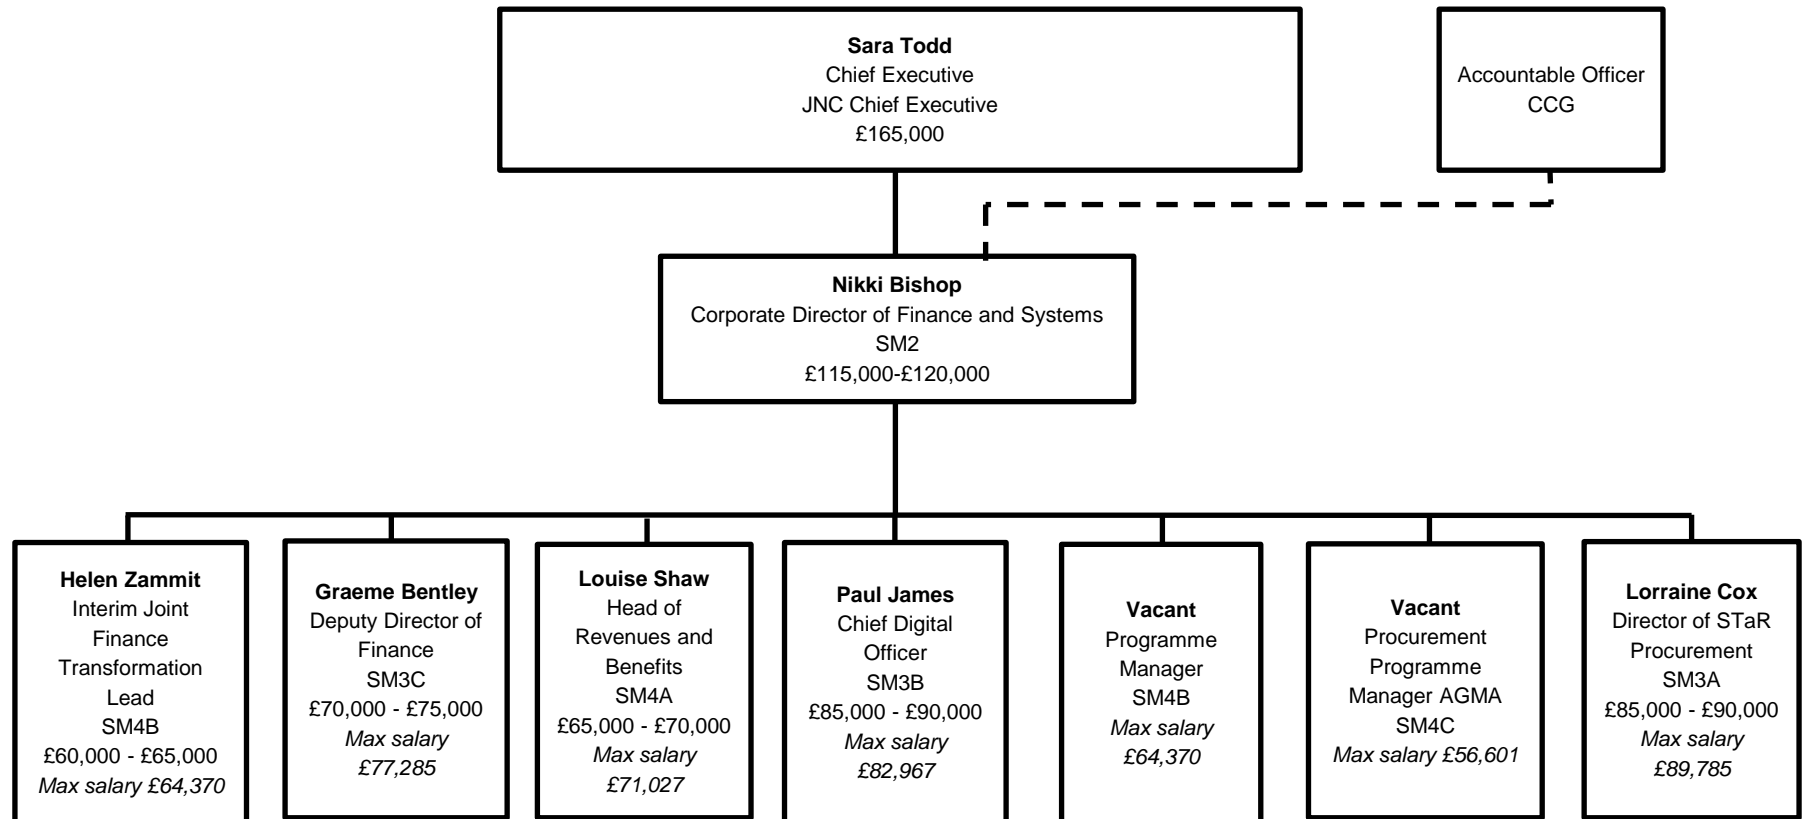 Sara Todd
Chief Executive
JNC Chief Executive
£165,000
Accountable Officer
CCG
Nikki Bishop
Corporate Director of Finance and Systems
SM2
£115,000-£120,000
Helen Zammit
Interim Joint
Finance
Transformation
Lead
SM4B
£60,000 - £65,000
Max salary £64,370
Graeme Bentley
Deputy Director of
Finance
SM3C
£70,000 - £75,000
Max salary
£77,285
Louise Shaw
Head of
Revenues and
Benefits
SM4A
£65,000 - £70,000
Max salary
£71,027
Paul James
Chief Digital
Officer
SM3B
£85,000 - £90,000
Max salary
£82,967
Vacant
Programme
Manager
SM4B
Max salary
£64,370
Vacant
Procurement
Programme
Manager AGMA
SM4C
Max salary £56,601
Lorraine Cox
Director of STaR
Procurement
SM3A
£85,000 - £90,000
Max salary
£89,785